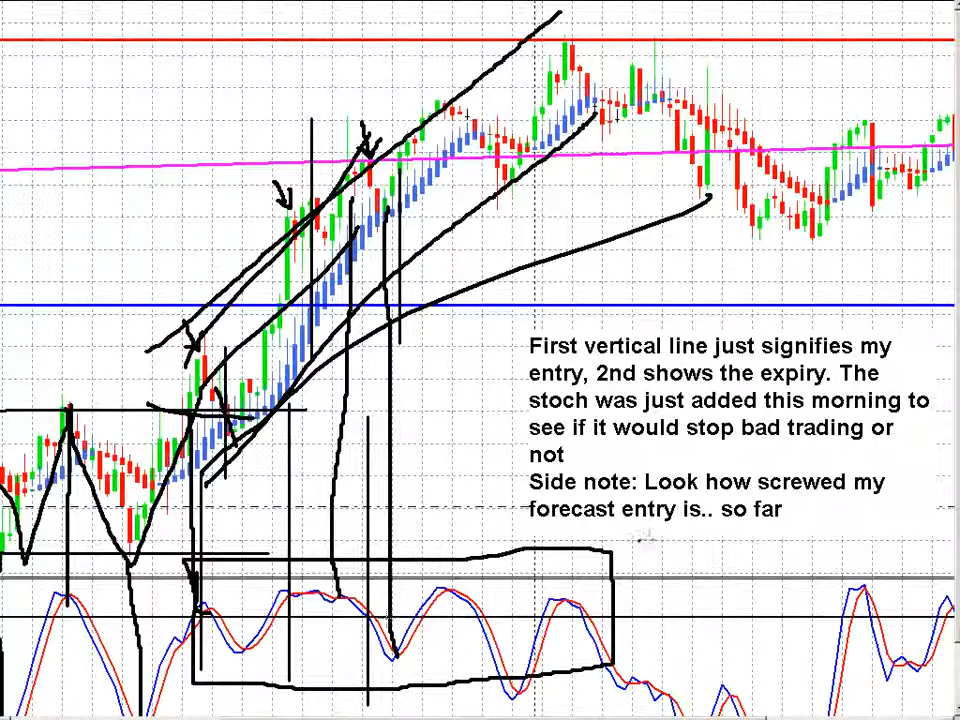 First vertical line just signifies my
entry, 2nd shows the expiry. The
stoch was just added this morning to
see if it would stop bad trading or
not
Side note: Look how screwed my
forecast entry is.. so far